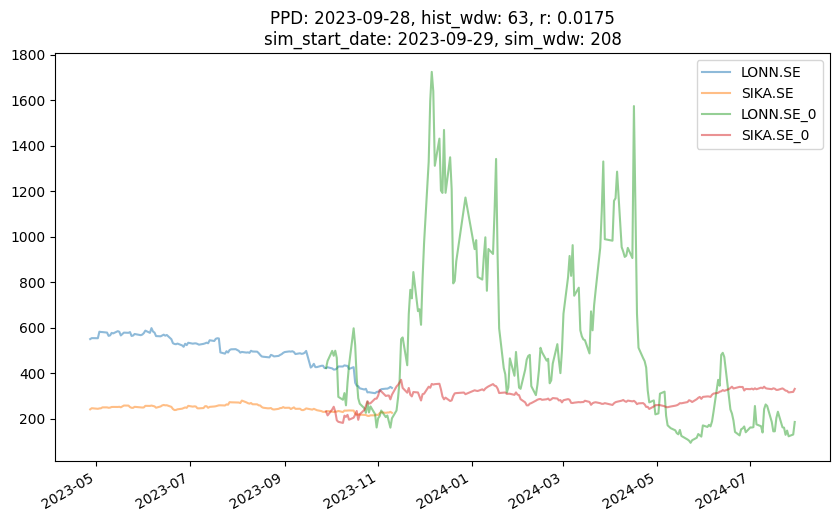 PPD: 2023-09-28, hist_wdw: 63, r: 0.0175
sim_start_date: 2023-09-29, sim_wdw: 208
1800
1600
1400
1200
1000
800
600
400
200
LONN.SE
SIKA.SE
LONN.SE_0
SIKA.SE_0
2023-05
2023-07
2023-09
2023-11
2024-01
2024-03
2024-05
2024-07